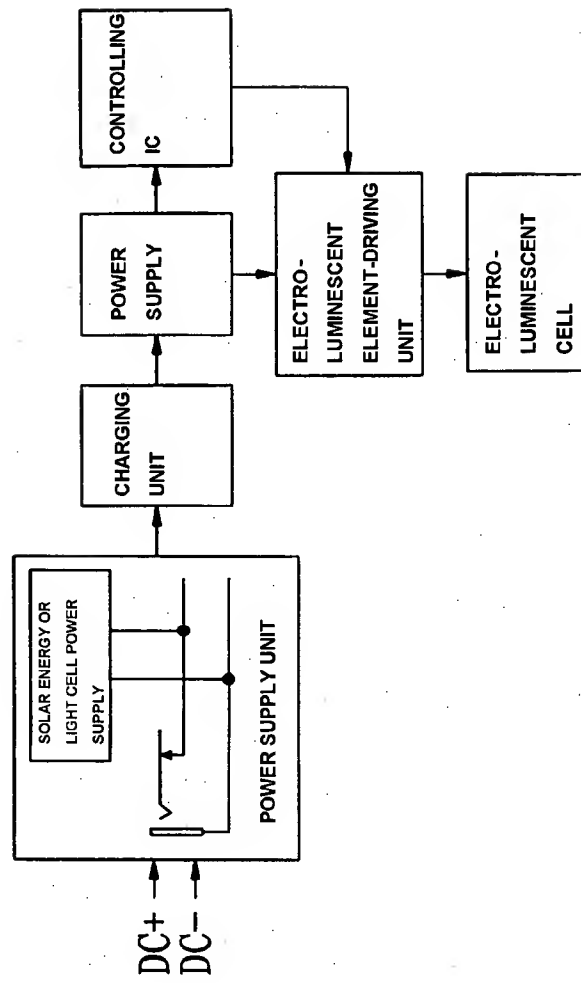 DC+
DC-
SOLAR ENERGY OR
LIGHT CELL POWER
SUPPLY
POWER SUPPLY UNIT
CHARGING
UNIT
POWER
SUPPLY
CONTROLLING
IC
ELECTRO-
LUMINESCENT
ELEMENT-DRIVING
UNIT
ELECTRO-
LUMINESCENT
CELL